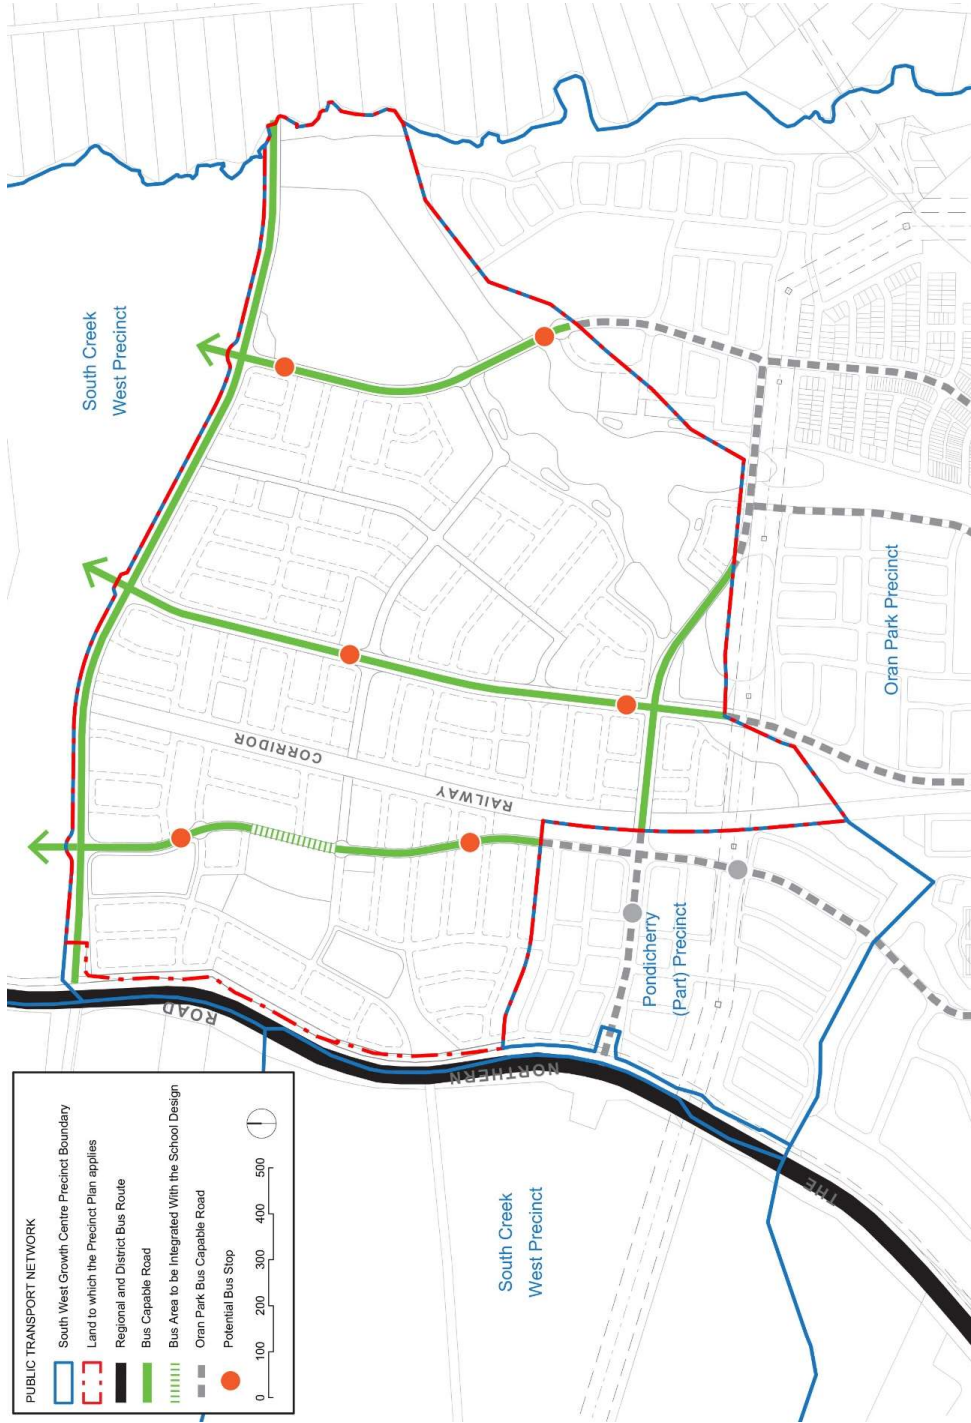 PUBLIC TRANSPORT NETWORK
South West Growth Centre Precinct Boundary
Land to which the Precinct Plan applies
Regional and District Bus Route
Bus Capable Road
Bus Area to be Integrated With the School Design
Oran Park Bus Capable Road
Potential Bus Stop
0 100 200 300 400 500
South Creek
West Precinct
THE
NORTHERN
ROAD
Pondicherry
(Part) Precinct
RAILWAY
CORRIDOR
Oran Park Precinct
South Creek
West Precinct